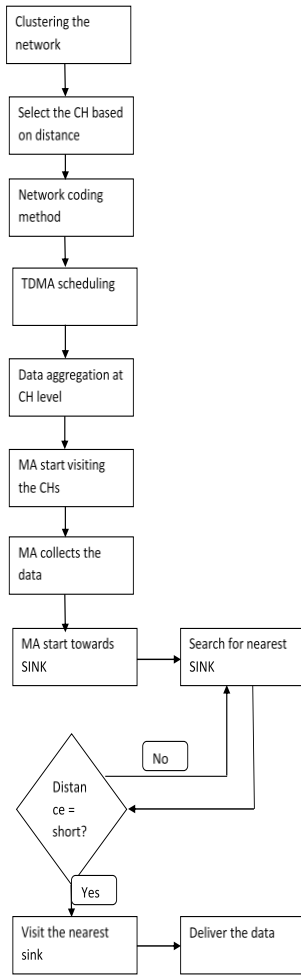 Clustering the
network
Select the CH based
on distance
Network coding
method
TDMA scheduling
Data aggregation at
CH level
MA start visiting
the CHs
MA collects the
data
MA start towards
SINK
Search for nearest
SINK
No
Distan
ce =
short?
Yes
Visit the nearest
sink
Deliver the data